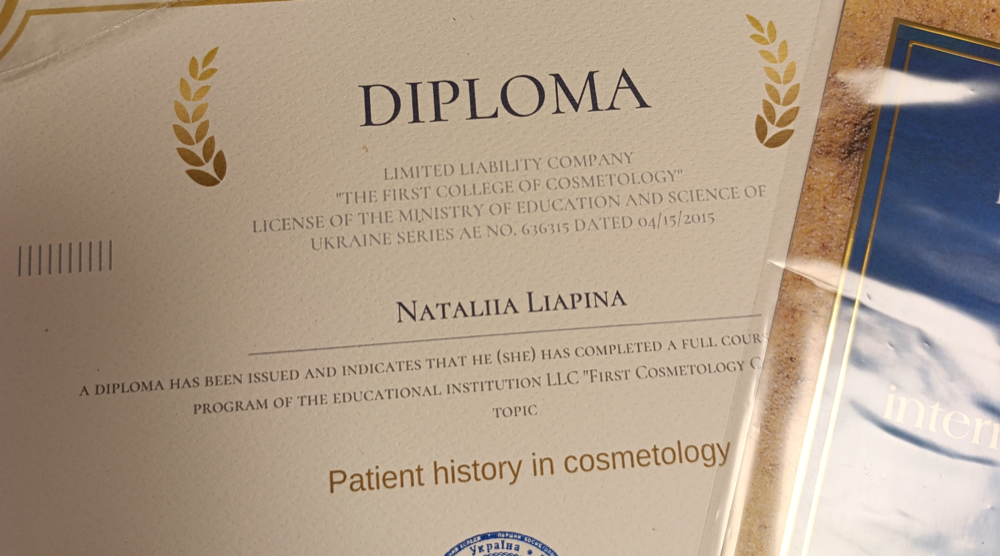 DIPLOMA
LIMITED LIABILITY COMPANY
"THE FIRST COLLEGE OF COSMETOLOGY"
LICENSE OF THE MINISTRY OF EDUCATION AND SCIENCE OF
UKRAINE SERIES AE NO. 636315 DATED 04/15/2015
NATALIIA LIAPINA
A DIPLOMA HAS BEEN ISSUED AND INDICATES THAT HE (SHE) HAS COMPLETED A FULL
PROGRAM OF THE EDUCATIONAL INSTITUTION LLC "FIRST COSMETOLOGY
TOPIC
Patient history in cosmetology
Україна